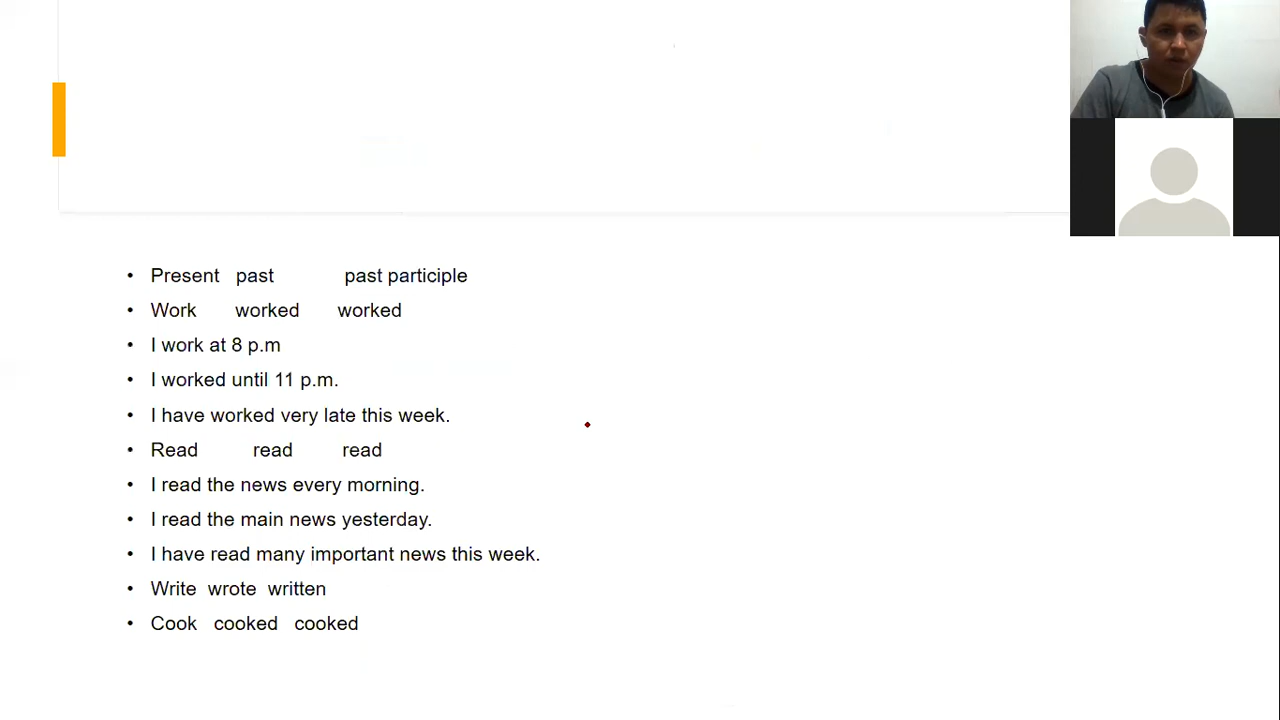 • Present past past participle
• Work worked worked
• I work at 8 p.m
• I worked until 11 p.m.
• I have worked very late this week.
• Read read read
• I read the news every morning.
• I read the main news yesterday.
• I have read many important news this week.
• Write wrote written
• Cook cooked cooked